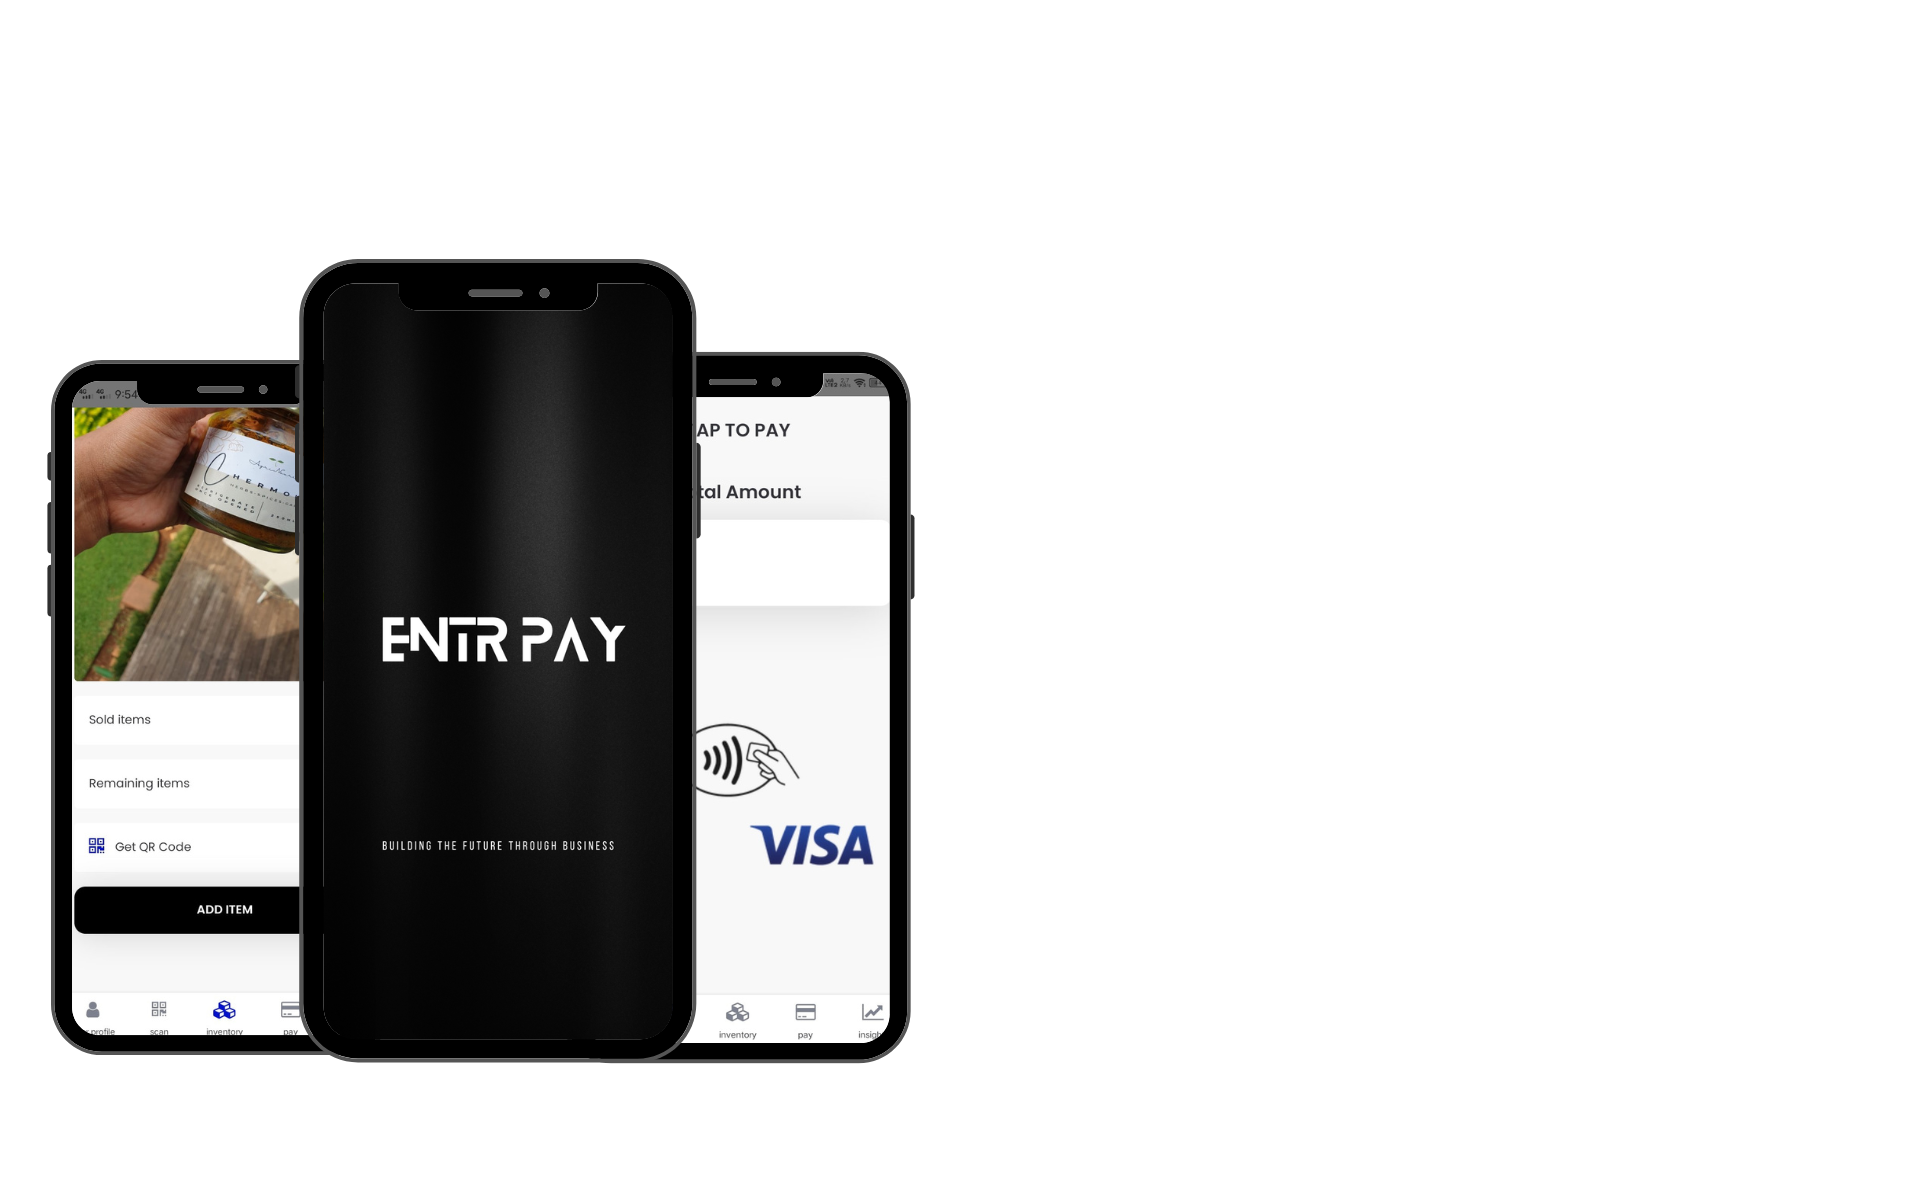 9:54
CHERMO
Sold items
Remaining items
Get QR Code
ADD ITEM
profile
scan
inventory
pay
ENTR PAY
BUILDING THE FUTURE THROUGH BUSINESS
AP TO PAY
tal Amount
VISA
inventory
pay
insigh